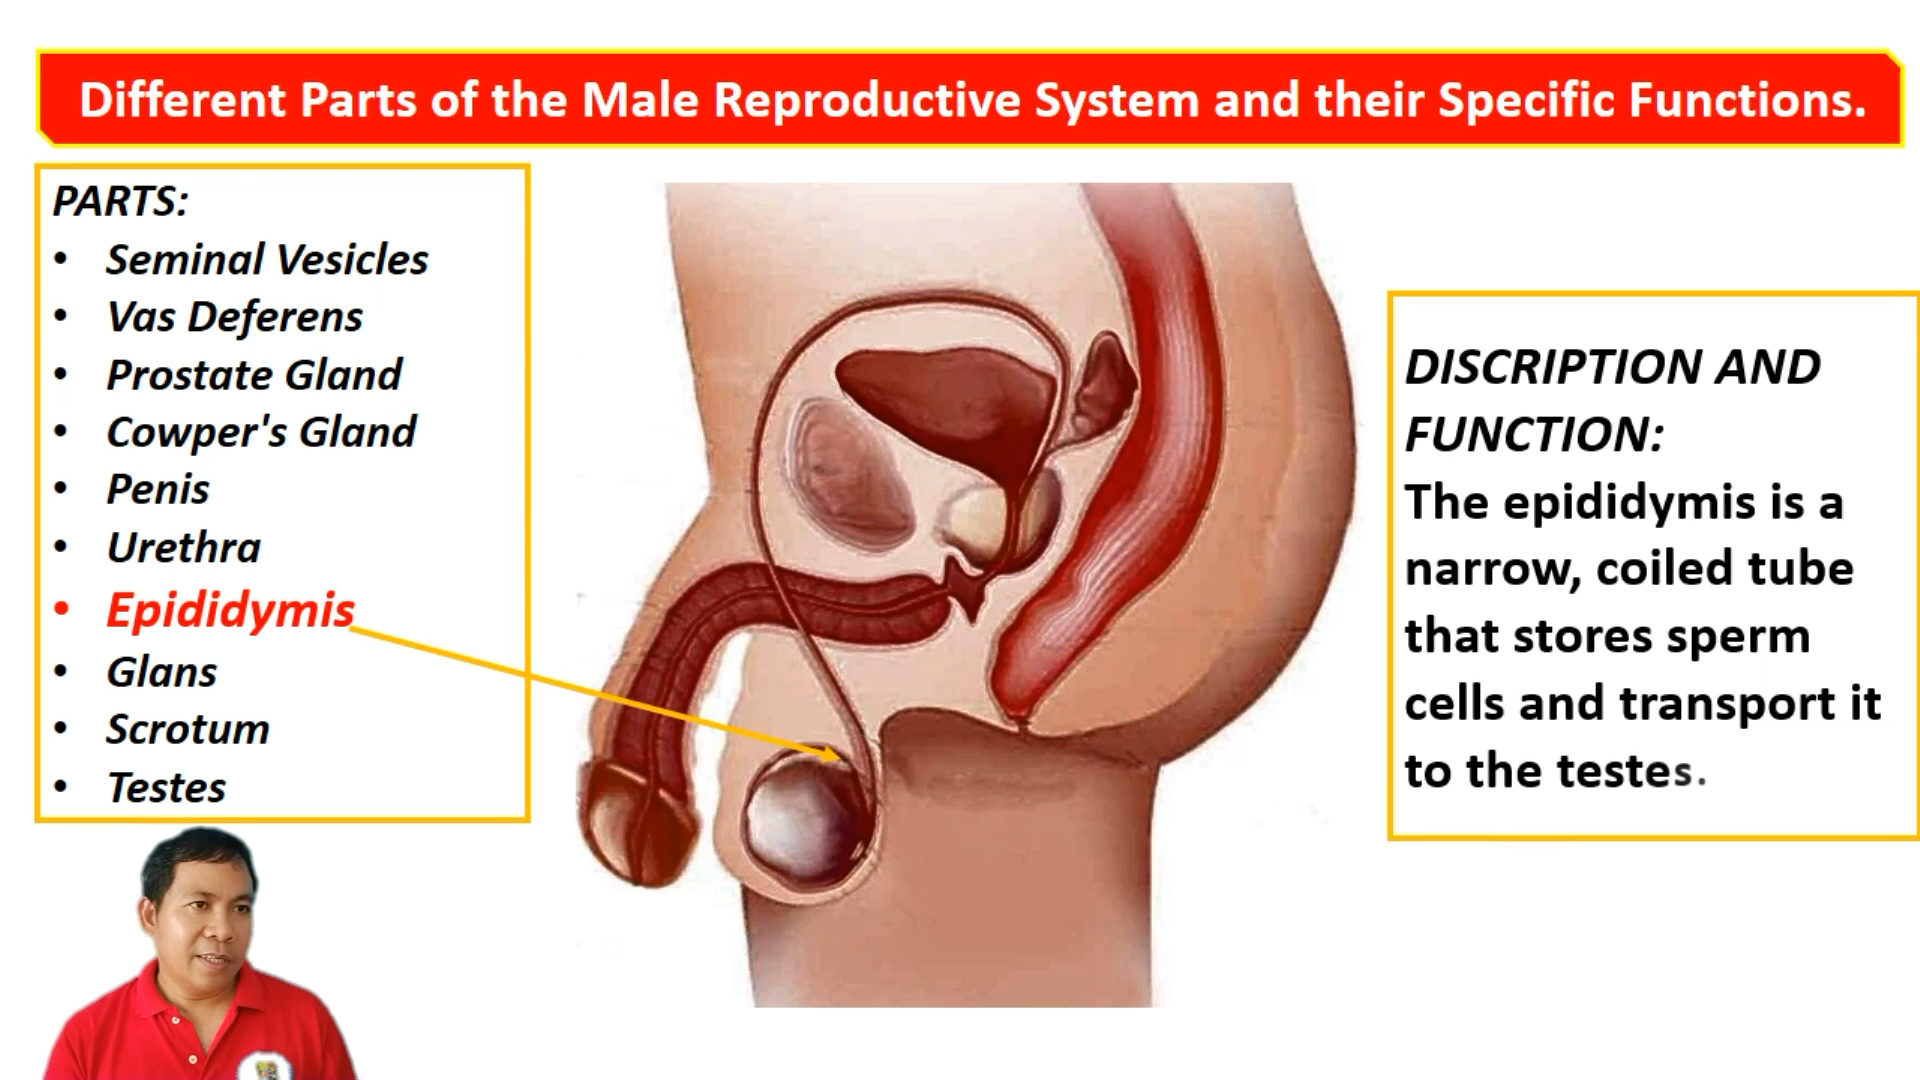 Different Parts of the Male Reproductive System and their Specific Functions.
PARTS:
• Seminal Vesicles
• Vas Deferens
• Prostate Gland
• Cowper's Gland
• Penis
• Urethra
• Epididymis
• Glans
• Scrotum
• Testes
DISCRIPTION AND
FUNCTION:
The epididymis is a
narrow, coiled tube
that stores sperm
cells and transport it
to the testes.